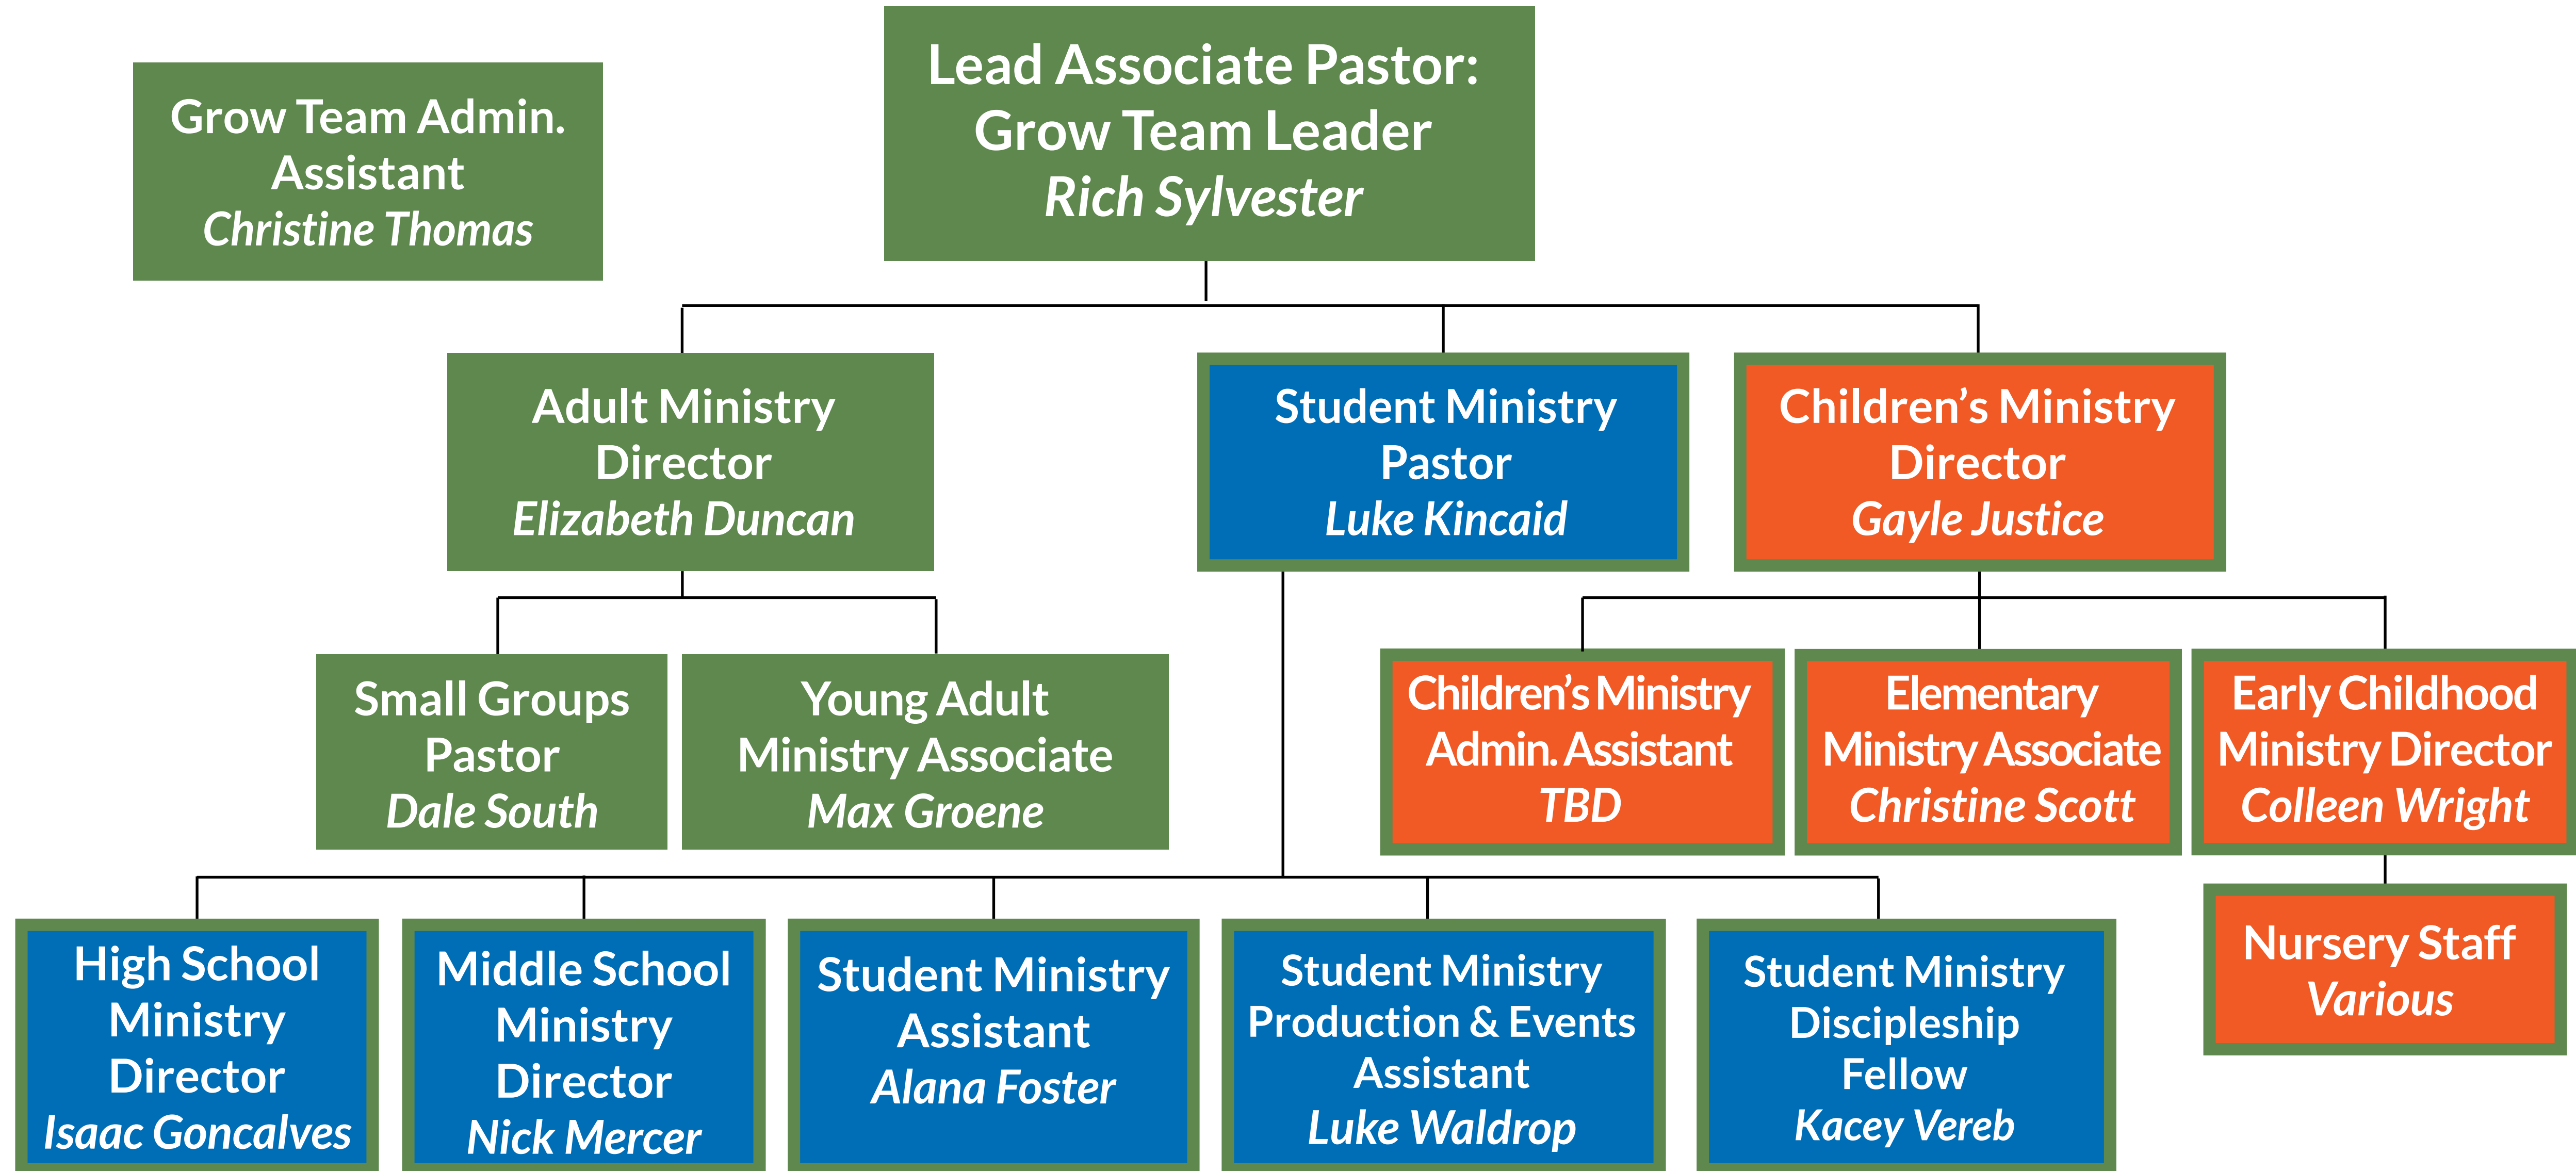 Grow Team Admin.
Assistant
Christine Thomas
Lead Associate Pastor:
Grow Team Leader
Rich Sylvester
Adult Ministry
Director
Elizabeth Duncan
Student Ministry
Pastor
Luke Kincaid
Children’s Ministry
Director
Gayle Justice
Small Groups
Pastor
Dale South
Young Adult
Ministry Associate
Max Groene
Children’s Ministry
Admin. Assistant
TBD
Elementary
Ministry Associate
Christine Scott
Early Childhood
Ministry Director
Colleen Wright
High School
Ministry
Director
Isaac Goncalves
Middle School
Ministry
Director
Nick Mercer
Student Ministry
Assistant
Alana Foster
Student Ministry
Production & Events
Assistant
Luke Waldrop
Student Ministry
Discipleship
Fellow
Kacey Vereb
Nursery Staff
Various